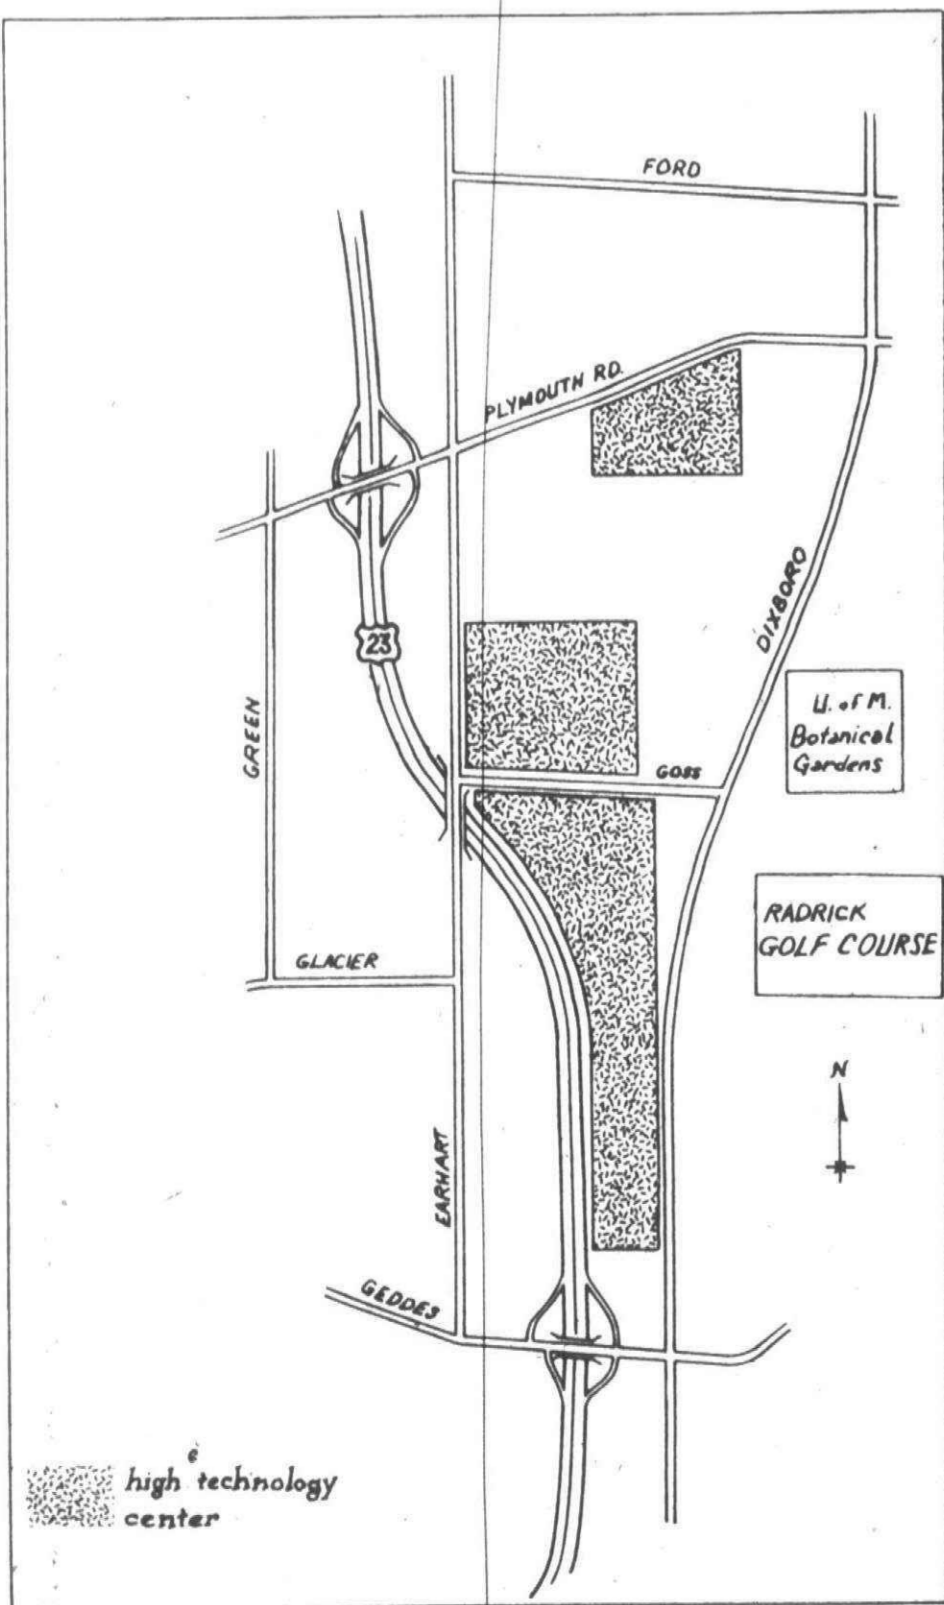 FORD
PLYMOUTH RD.
DIXBORO
23
GREEN
U. of M.
Botanical
Gardens
GOSS
RADRICK
GOLF COURSE
GLACIER
N
EARHART
GEDDES
high technology
center